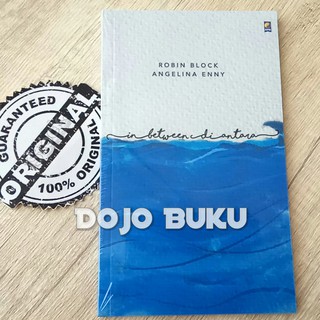 ROBIN BLOCK
ANGELINA ENNY
in between: di antara
DOJO BUKU
GUARANTEED
ORIGINAL
100% ORIGINAL